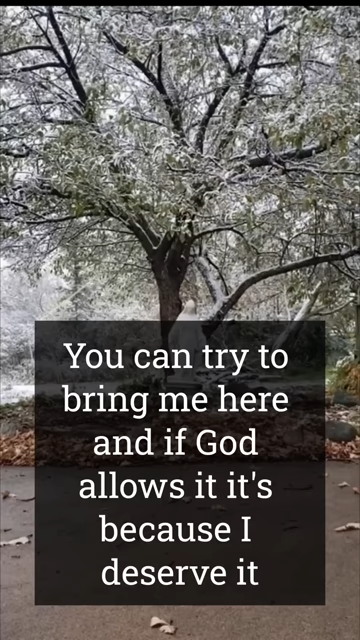 You can try to
bring me here
and if God
allows it it's
because I
deserve it